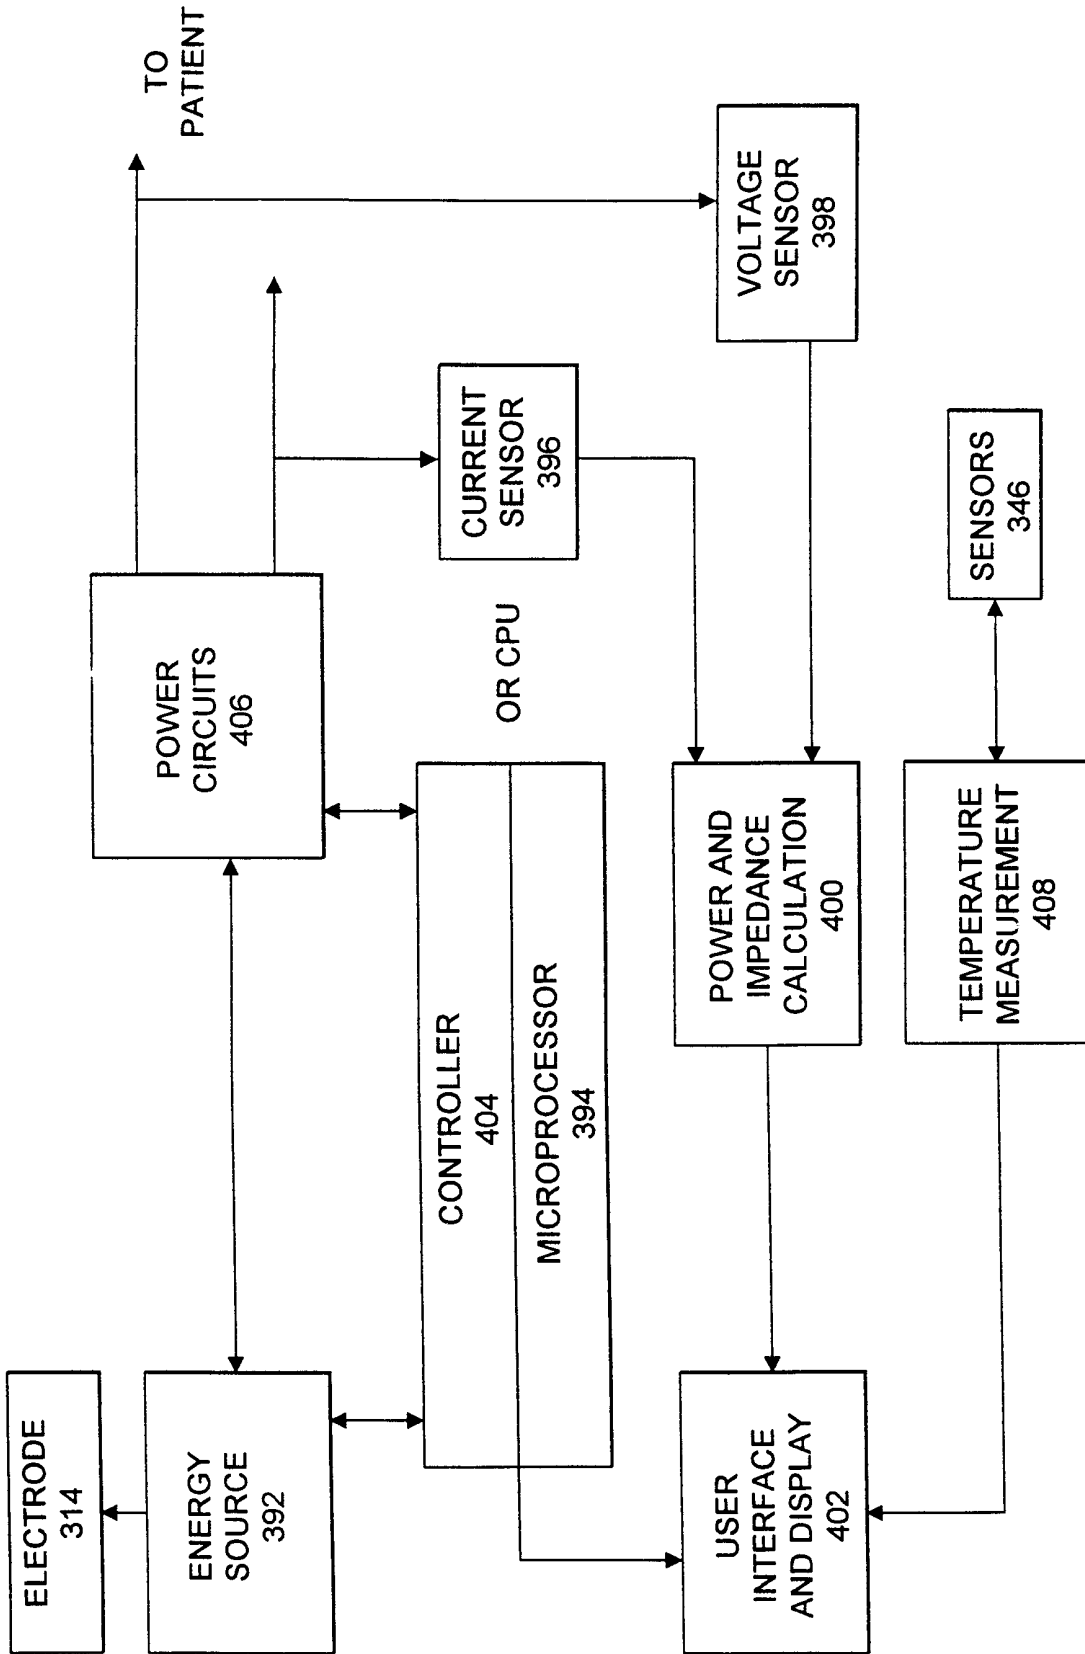 ELECTRODE
314
ENERGY
SOURCE
392
POWER
CIRCUITS
406
TO
PATIENT
CONTROLLER
404
MICROPROCESSOR
394
OR CPU
CURRENT
SENSOR
396
VOLTAGE
SENSOR
398
USER
INTERFACE
AND DISPLAY
402
POWER AND
IMPEDANCE
CALCULATION
400
TEMPERATURE
MEASUREMENT
408
SENSORS
346